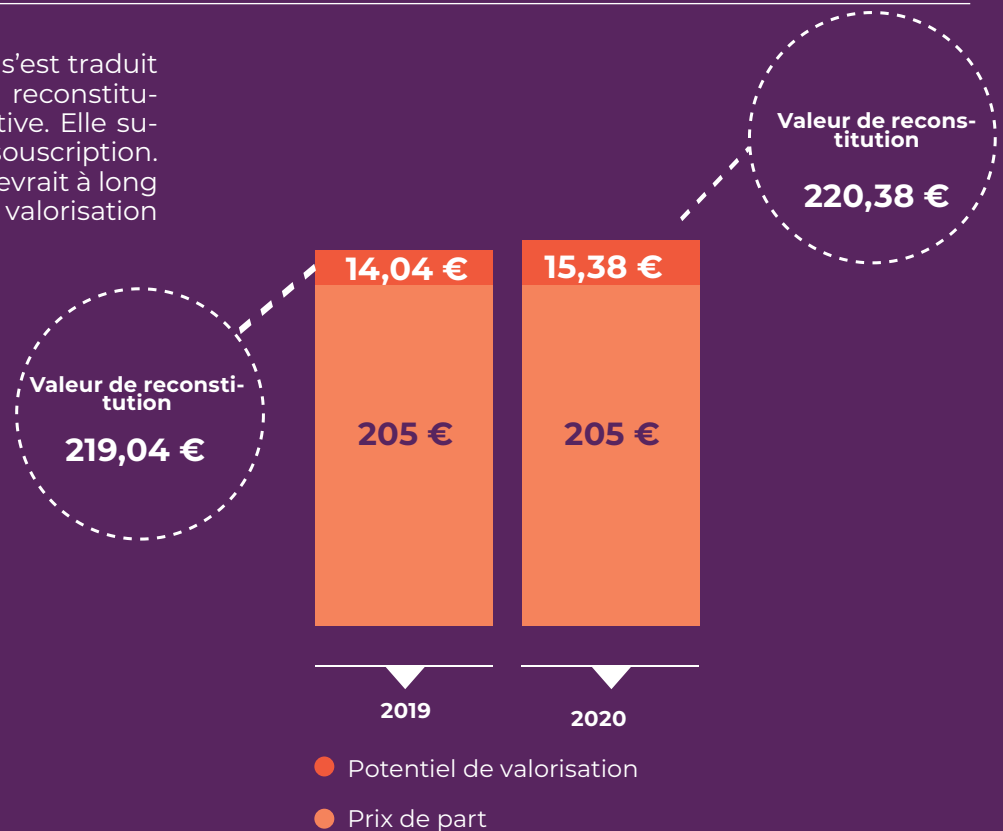 s'est traduit
reconstitu-
tive. Elle su-
souscription.
evrait à long
valorisation
Valeur de recons-
titution
220,38 €
14,04 €
15,38 €
Valeur de reconsti-
tution
219,04 €
205 €
205 €
2019
2020
Potentiel de valorisation
Prix de part